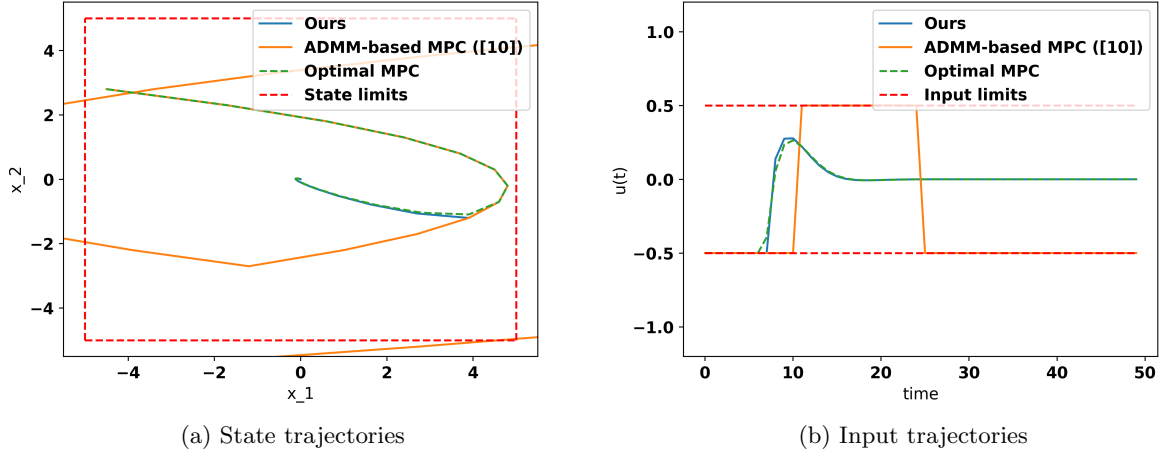 Ours
ADMM-based MPC ([10])
Optimal MPC
State limits
4
2
0
−2
−4
x_2
−4
−2
0
2
4
x_1
(a) State trajectories
Ours
ADMM-based MPC ([10])
Optimal MPC
Input limits
1.0
0.5
0.0
−0.5
−1.0
u(t)
0
10
20
30
40
50
time
(b) Input trajectories